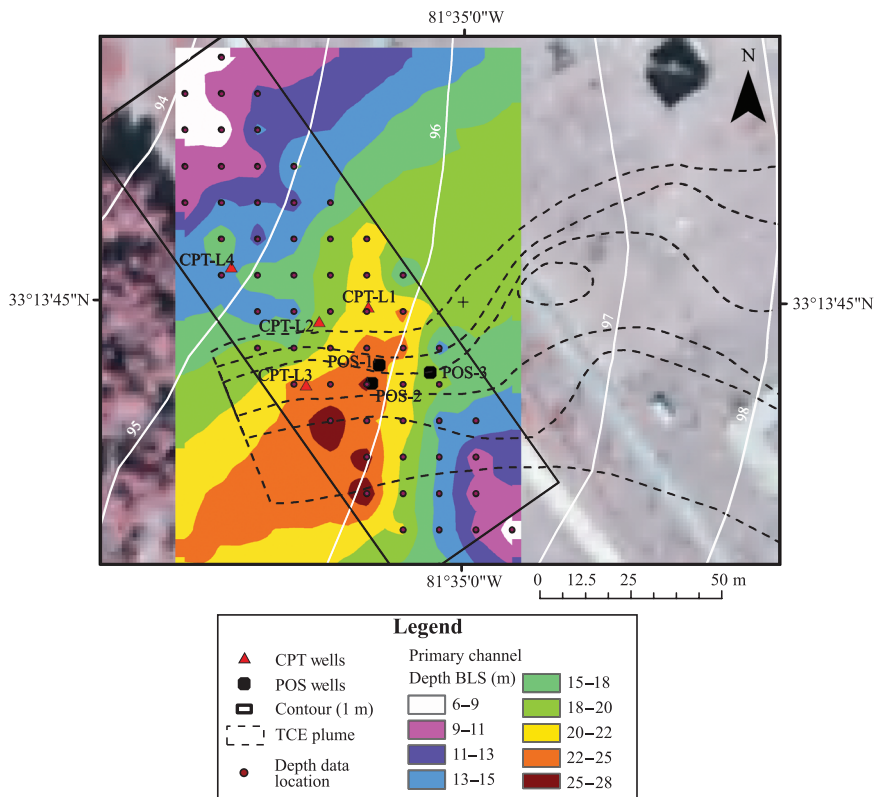 81°35'0"W
N
94
96
CPT-L4
33°13'45"N
33°13'45"N
CPT-L1
CPT-L2
97
POS-1
CPT-L3
POS-3
POS-2
95
98
81°35'0"W
0 12.5 25 50 m
Legend
CPT wells
POS wells
Contour (1 m)
TCE plume
Depth data
location
Primary channel
Depth BLS (m)
6–9
9–11
11–13
13–15
15–18
18–20
20–22
22–25
25–28